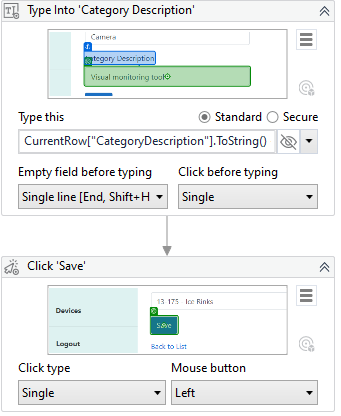 Type Into 'Category Description'
Camera
Category Description
Visual monitoring tool
Type this
Standard
Secure
CurrentRow["CategoryDescription"].ToString()
Empty field before typing
Click before typing
Single line [End, Shift+H
Single
Click 'Save'
13-175 - Ice Rinks
Devices
Save
Logout
Back to List
Click type
Mouse button
Single
Left